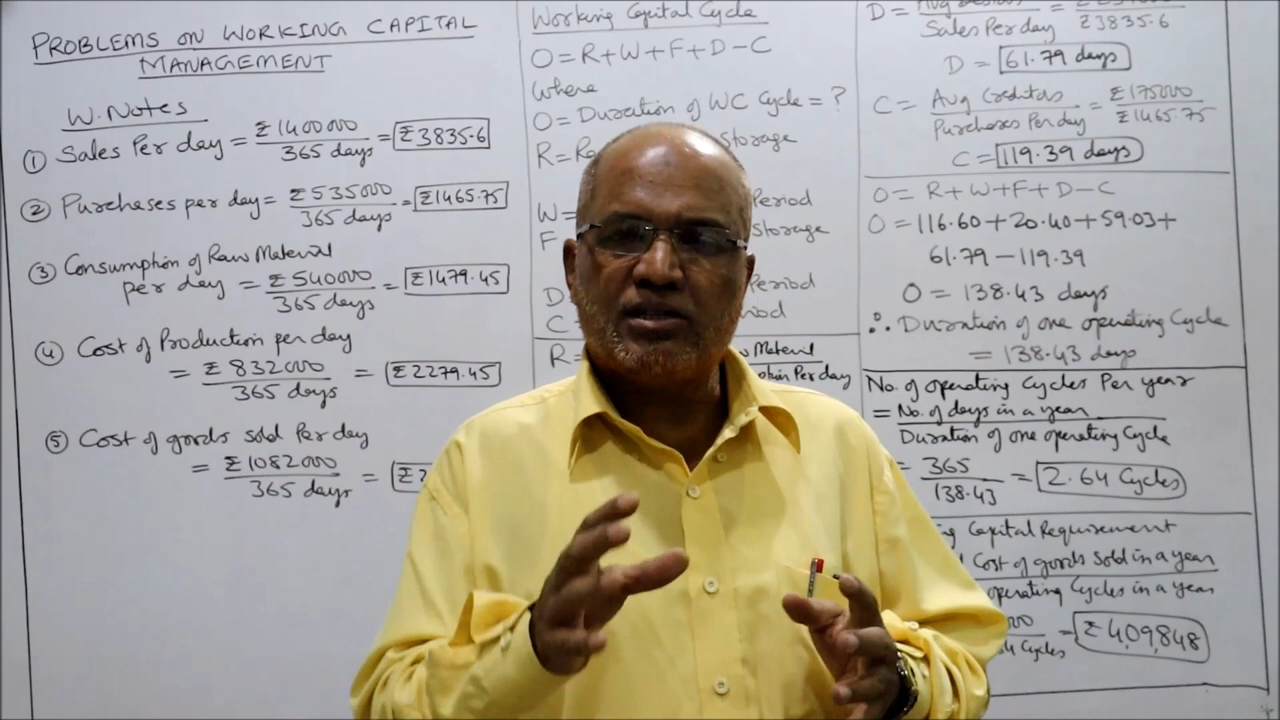 PROBLEMS ON WORKING CAPITAL
MANAGEMENT
W.Notes
① Sales Per day = ₹1400000 / 365 days = ₹3835.6
② Purchases per day = ₹535000 / 365 days = ₹1465.75
③ Consumption of Raw Material
per day = ₹540000 / 365 days = ₹1479.45
④ Cost of Production per day
= ₹832000 / 365 days = ₹2279.45
⑤ Cost of goods sold Per day
= ₹1082000 / 365 days = ₹2
Working Capital Cycle
O = R+W+F+D-C
Where
O = Duration of WC Cycle = ?
R = storage
W = Period
F storage
D Period
C
R = Material
Per day
D =
Sales Per day ₹3835.6
D = 61.79 days
C = Avg Creditors / Purchases Per day = ₹175000 / ₹1465.75
C = 119.39 days
O = R+W+F+D-C
O = 116.60+20.40+59.03+
61.79-119.39
O = 138.43 days
∴ Duration of one operating Cycle
= 138.43 days
No. of operating Cycles Per year
= No. of days in a year
Duration of one operating Cycle
= 365 / 138.43 = 2.64 Cycles
Capital Requirement
Cost of goods sold in a year
operating Cycles in a year
Cycles = ₹4,09,848